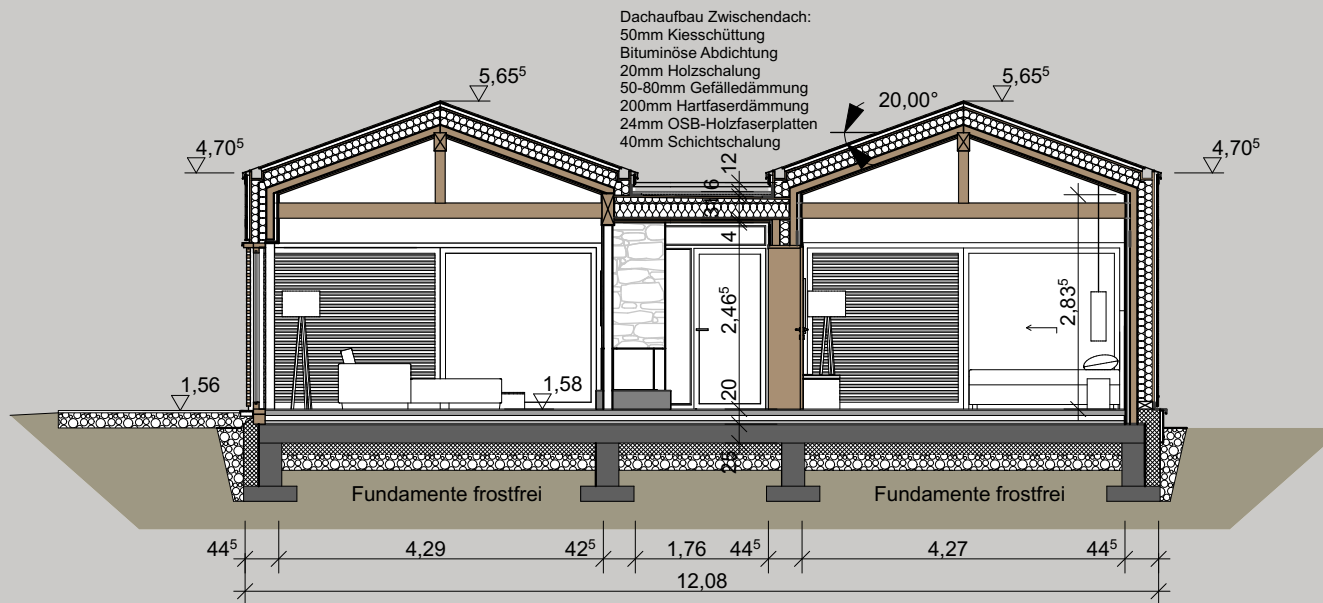 Dachaufbau Zwischendach:
50mm Kiesschüttung
Bituminöse Abdichtung
20mm Holzschalung
50-80mm Gefälledämmung
200mm Hartfaserdämmung
24mm OSB-Holzfaserplatten
40mm Schichtschalung
5,65⁵
5,65⁵
20,00°
4,70⁵
4,70⁵
12
6
31
4
2,46⁵
2,83⁵
1,56
1,58
20
25
Fundamente frostfrei
Fundamente frostfrei
44⁵
4,29
42⁵
1,76
44⁵
4,27
44⁵
12,08